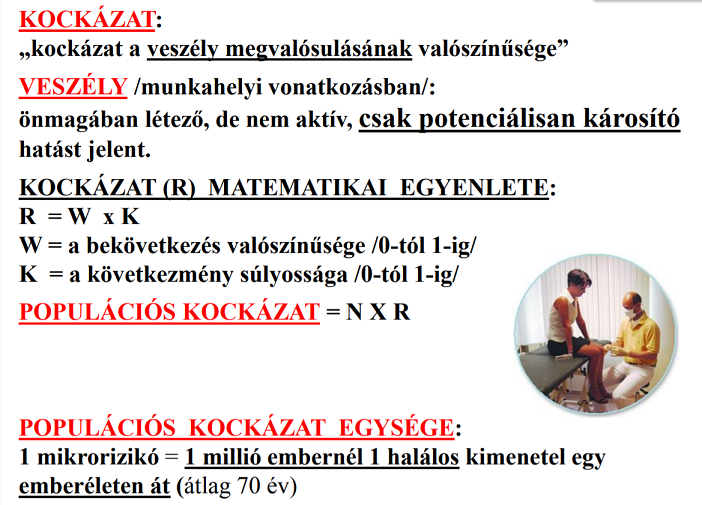 KOCKÁZAT:
„kockázat a veszély megvalósulásának valószínűsége”
VESZÉLY /munkahelyi vonatkozásban/:
önmagában létező, de nem aktív, csak potenciálisan károsító
hatást jelent.
KOCKÁZAT (R) MATEMATIKAI EGYENLETE:
R = W x K
W = a bekövetkezés valószínűsége /0-tól 1-ig/
K = a következmény súlyossága /0-tól 1-ig/
POPULÁCIÓS KOCKÁZAT = N X R
POPULÁCIÓS KOCKÁZAT EGYSÉGE:
1 mikrorizikó = 1 millió embernél 1 halálos kimenetel egy
emberéleten át (átlag 70 év)